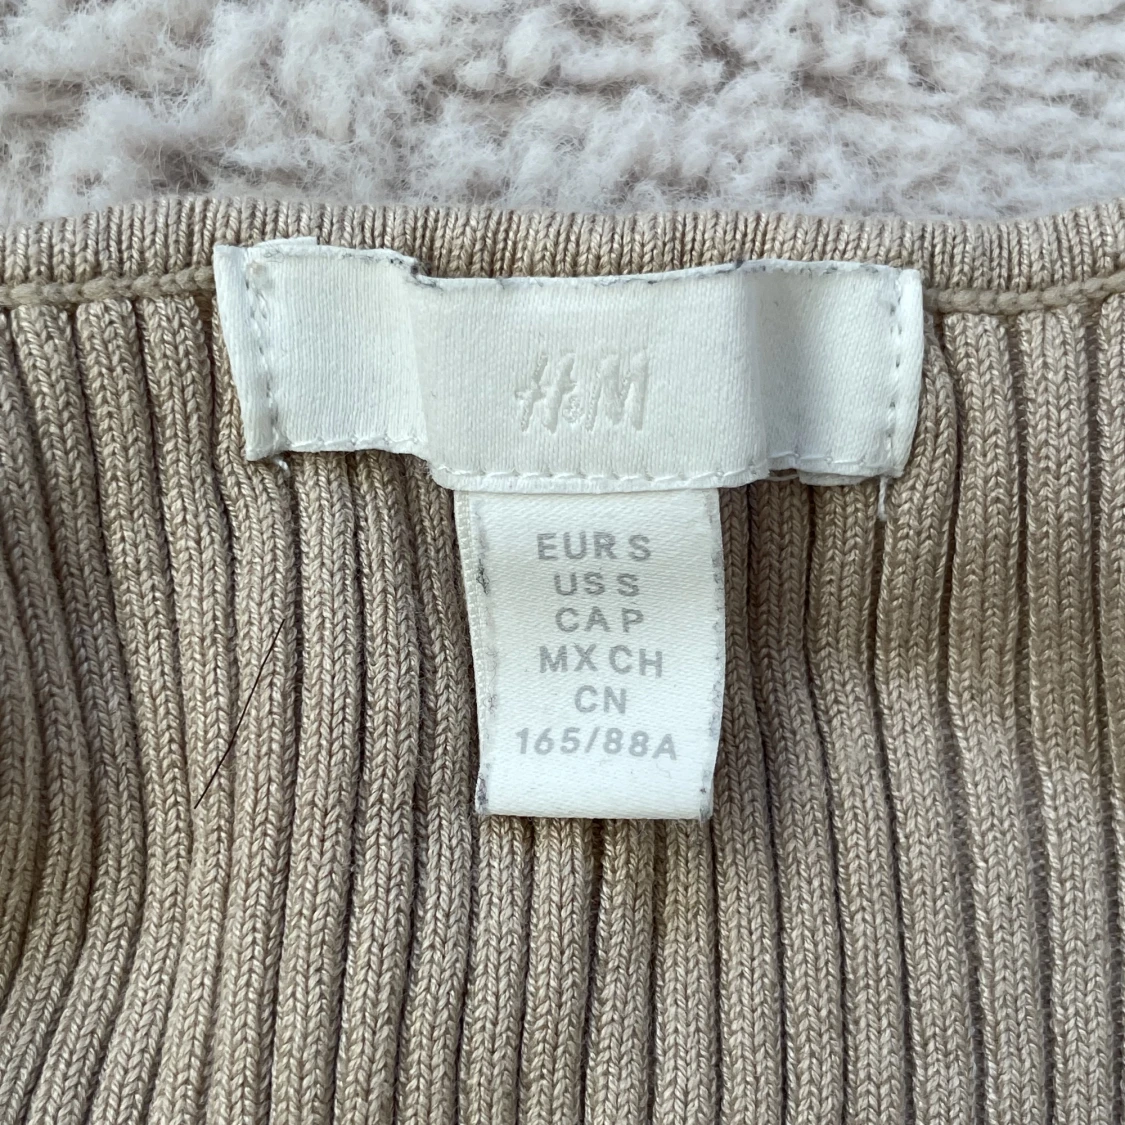 H&M
EUR S
US S
CA P
MX CH
CN
165/88A